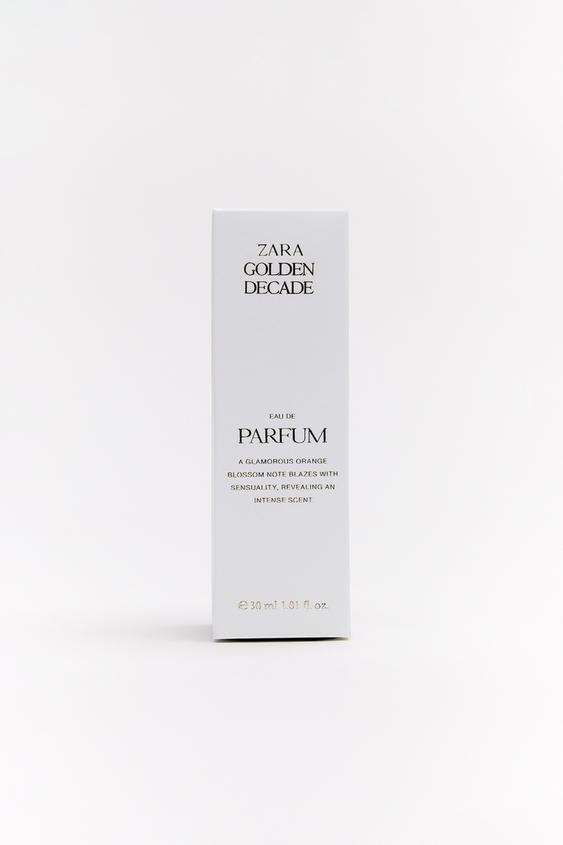 ZARA
GOLDEN
DECADE
EAU DE
PARFUM
A GLAMOROUS ORANGE
BLOSSOM NOTE BLAZES WITH
SENSUALITY, REVEALING AN
INTENSE SCENT
℮ 30 ml 1.01 fl. oz.